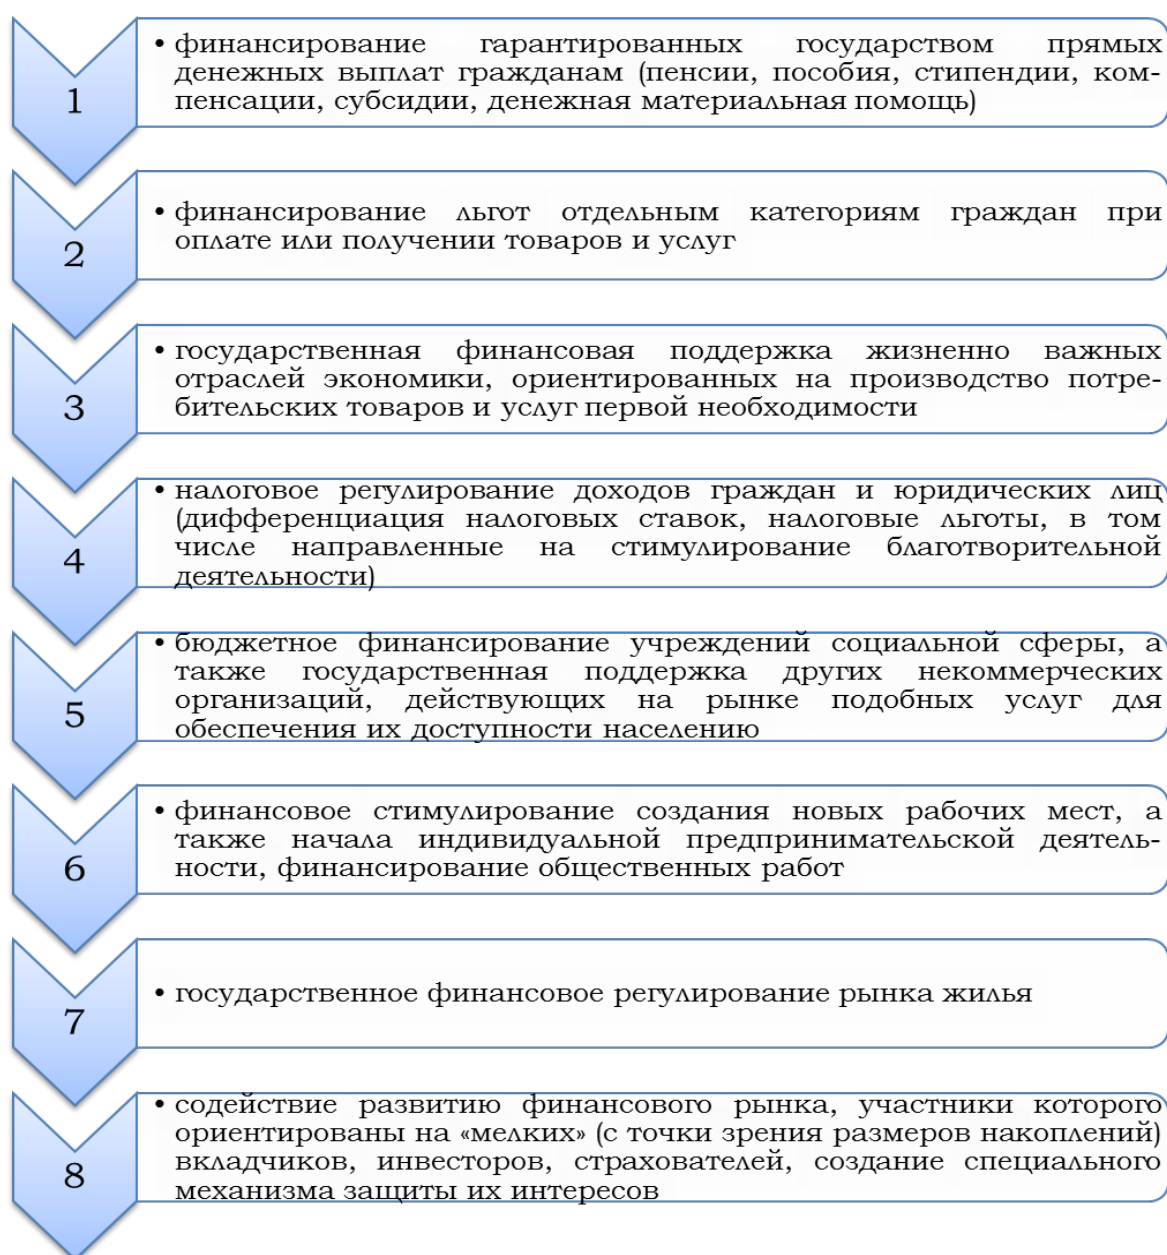 1
• финансирование гарантированных государством прямых
денежных выплат гражданам (пенсии, пособия, стипендии, ком-
пенсации, субсидии, денежная материальная помощь)
2
• финансирование льгот отдельным категориям граждан при
оплате или получении товаров и услуг
3
• государственная финансовая поддержка жизненно важных
отраслей экономики, ориентированных на производство потре-
бительских товаров и услуг первой необходимости
4
• налоговое регулирование доходов граждан и юридических лиц
(дифференциация налоговых ставок, налоговые льготы, в том
числе направленные на стимулирование благотворительной
деятельности)
5
• бюджетное финансирование учреждений социальной сферы, а
также государственная поддержка других некоммерческих
организаций, действующих на рынке подобных услуг для
обеспечения их доступности населению
6
• финансовое стимулирование создания новых рабочих мест, а
также начала индивидуальной предпринимательской деятель-
ности, финансирование общественных работ
7
• государственное финансовое регулирование рынка жилья
8
• содействие развитию финансового рынка, участники которого
ориентированы на «мелких» (с точки зрения размеров накоплений)
вкладчиков, инвесторов, страхователей, создание специального
механизма защиты их интересов